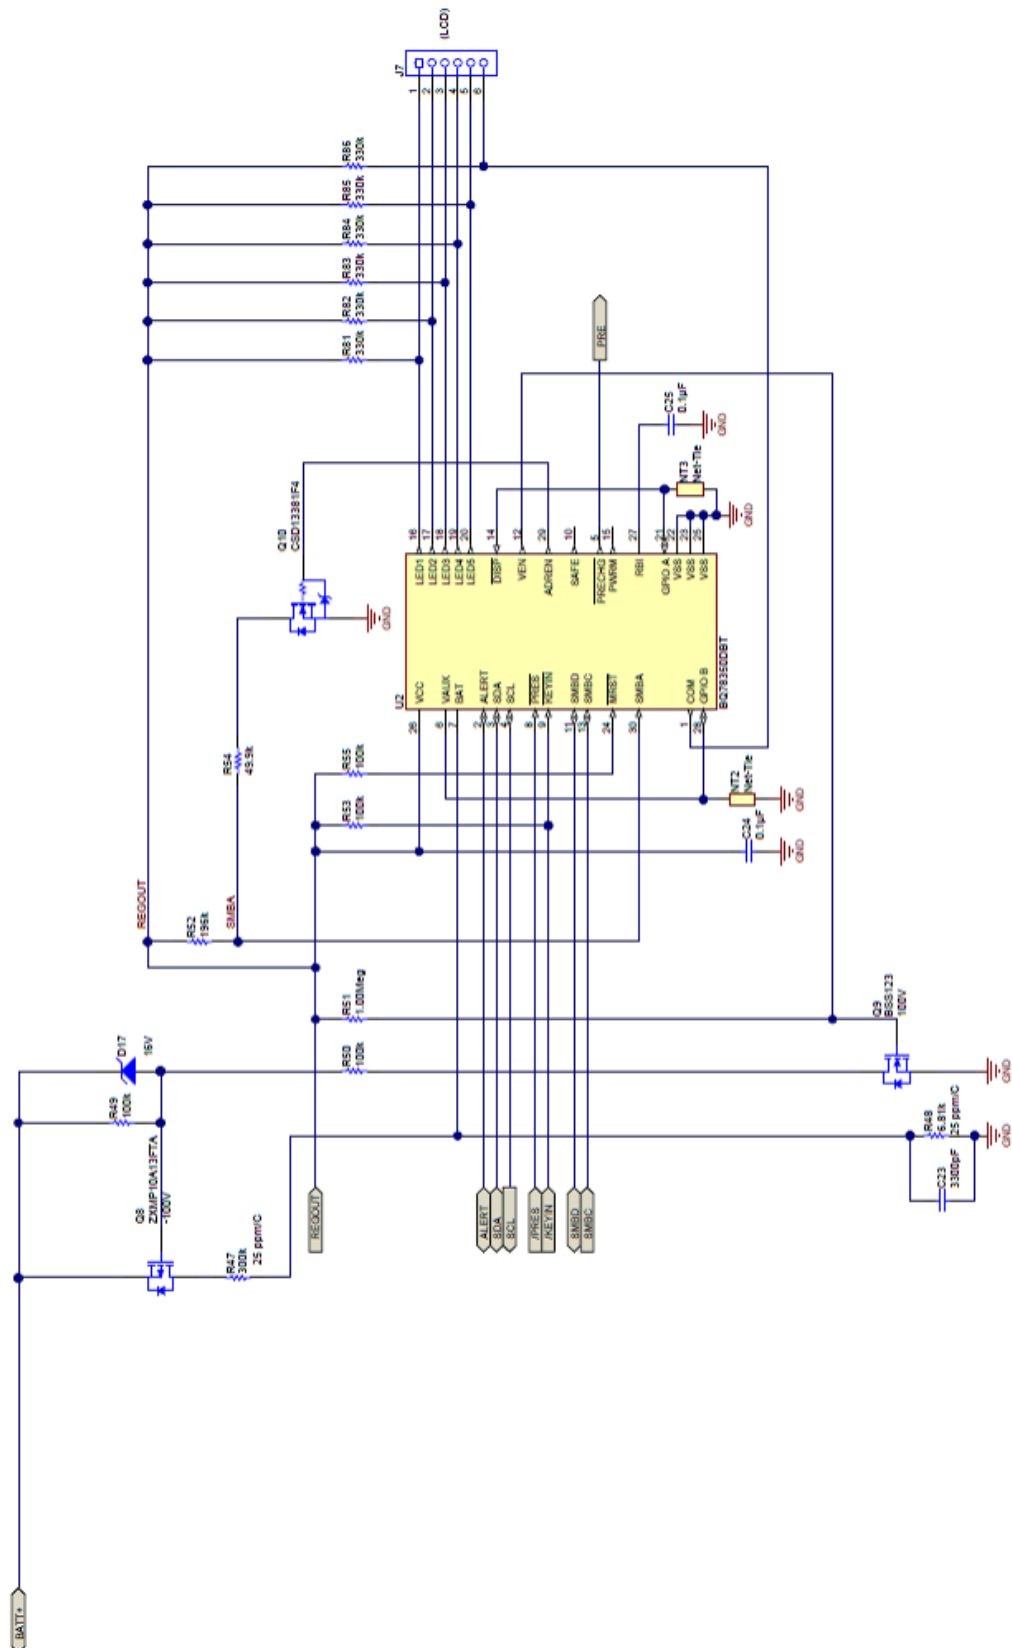 BATT+
Q8
ZXMP10A13FTA
-100V
R47
300k
25 ppm/C
R49
100k
D17
16V
REGOUT
ALERT
SDA
SCL
/PRES
/KEYIN
SMBD
SMBC
C23
3300pF
R48
6.81k
25 ppm/C
GND
R50
100k
Q9
BSS123
100V
GND
R51
1.00Meg
REGOUT
R52
196k
SMBA
R54
49.9k
R53
100k
R55
100k
C24
0.1µF
GND
NT2
Net-Tie
GND
Q10
CSD13381F4
GND
U2
26
VCC
6
VAUX
7
BAT
2
ALERT
3
SDA
4
SCL
8
PRES
9
KEYIN
11
SMBD
13
SMBC
24
MRST
30
SMBA
1
COM
28
GPIO B
LED1
16
LED2
17
LED3
18
LED4
19
LED5
20
DISP
14
VEN
12
ADREN
29
SAFE
10
PRECHG
5
PWRM
15
RBI
27
GPIO A
21
VSS
22
VSS
23
VSS
25
BQ78350DBT
PRE
C25
0.1µF
GND
NT3
Net-Tie
GND
R81
330k
R82
330k
R83
330k
R84
330k
R85
330k
R86
330k
J7
1
2
3
4
5
6
(LCD)